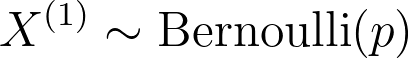 X^{(1)} ∼ Bernoulli(p)